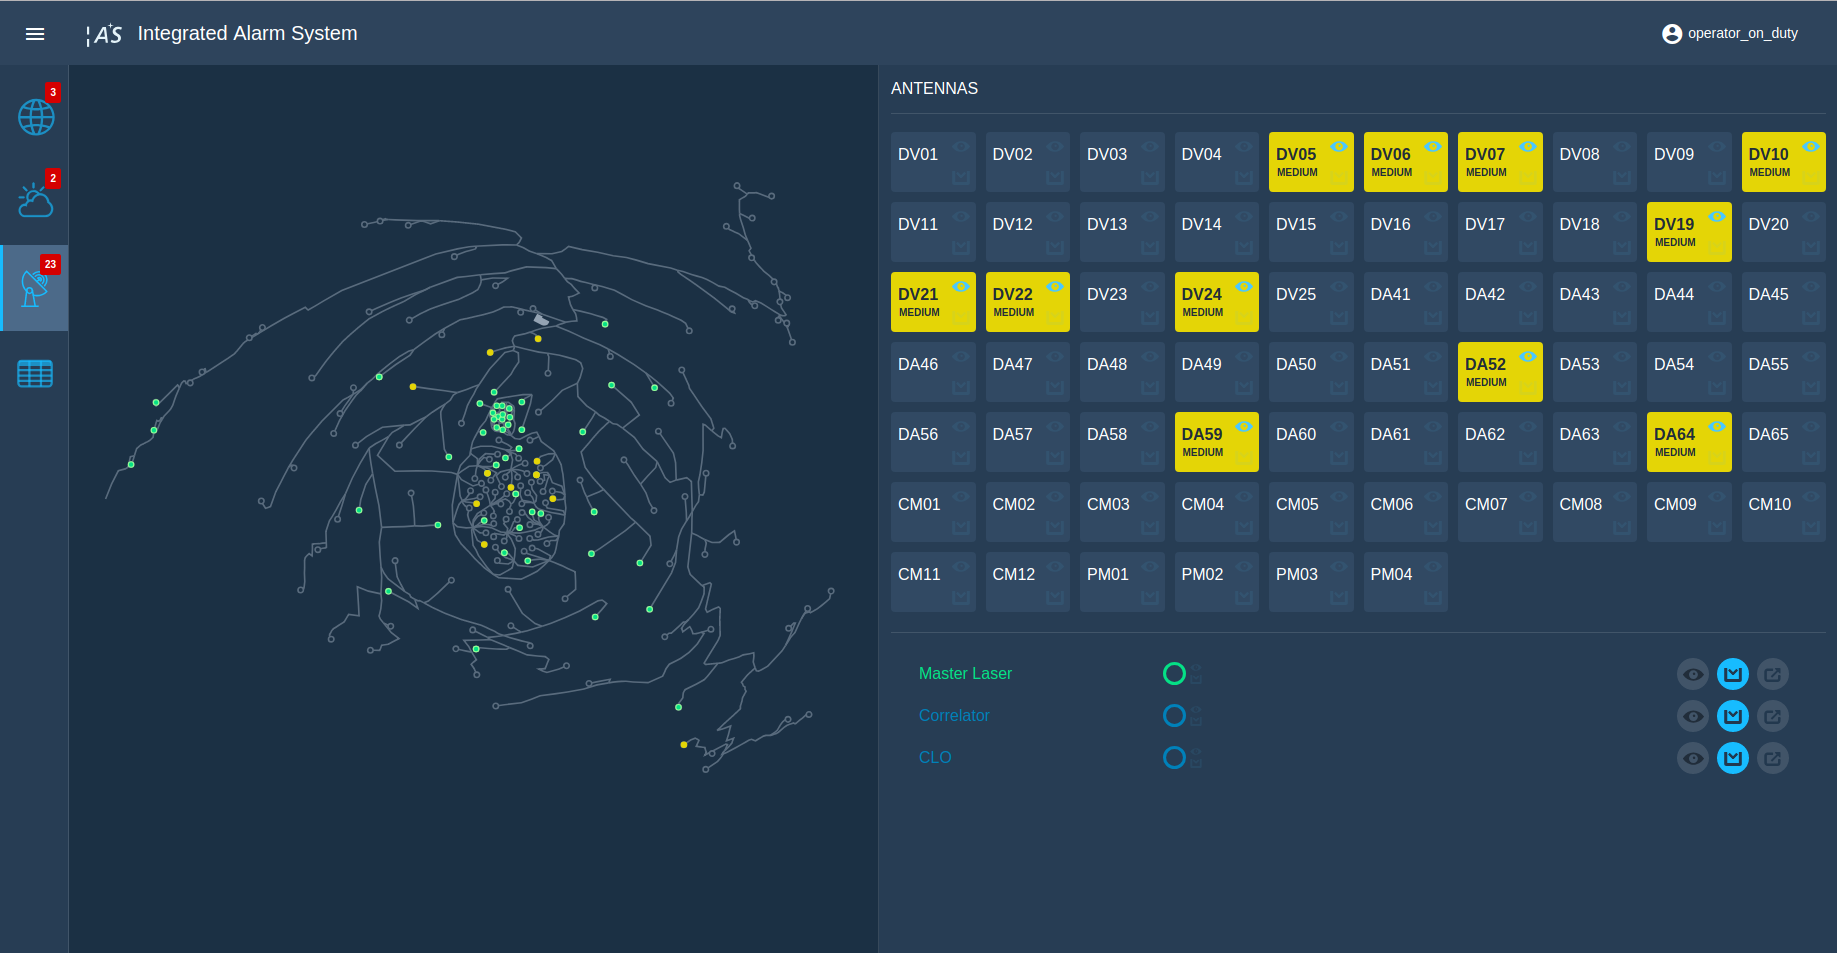 IAS Integrated Alarm System operator_on_duty
3
2
23
ANTENNAS
DV01 DV02 DV03 DV04 DV05 DV06 DV07 DV08 DV09 DV10
MEDIUM MEDIUM MEDIUM MEDIUM
DV11 DV12 DV13 DV14 DV15 DV16 DV17 DV18 DV19 DV20
MEDIUM
DV21 DV22 DV23 DV24 DV25 DA41 DA42 DA43 DA44 DA45
MEDIUM MEDIUM MEDIUM
DA46 DA47 DA48 DA49 DA50 DA51 DA52 DA53 DA54 DA55
MEDIUM
DA56 DA57 DA58 DA59 DA60 DA61 DA62 DA63 DA64 DA65
MEDIUM MEDIUM
CM01 CM02 CM03 CM04 CM05 CM06 CM07 CM08 CM09 CM10
CM11 CM12 PM01 PM02 PM03 PM04
Master Laser
Correlator
CLO